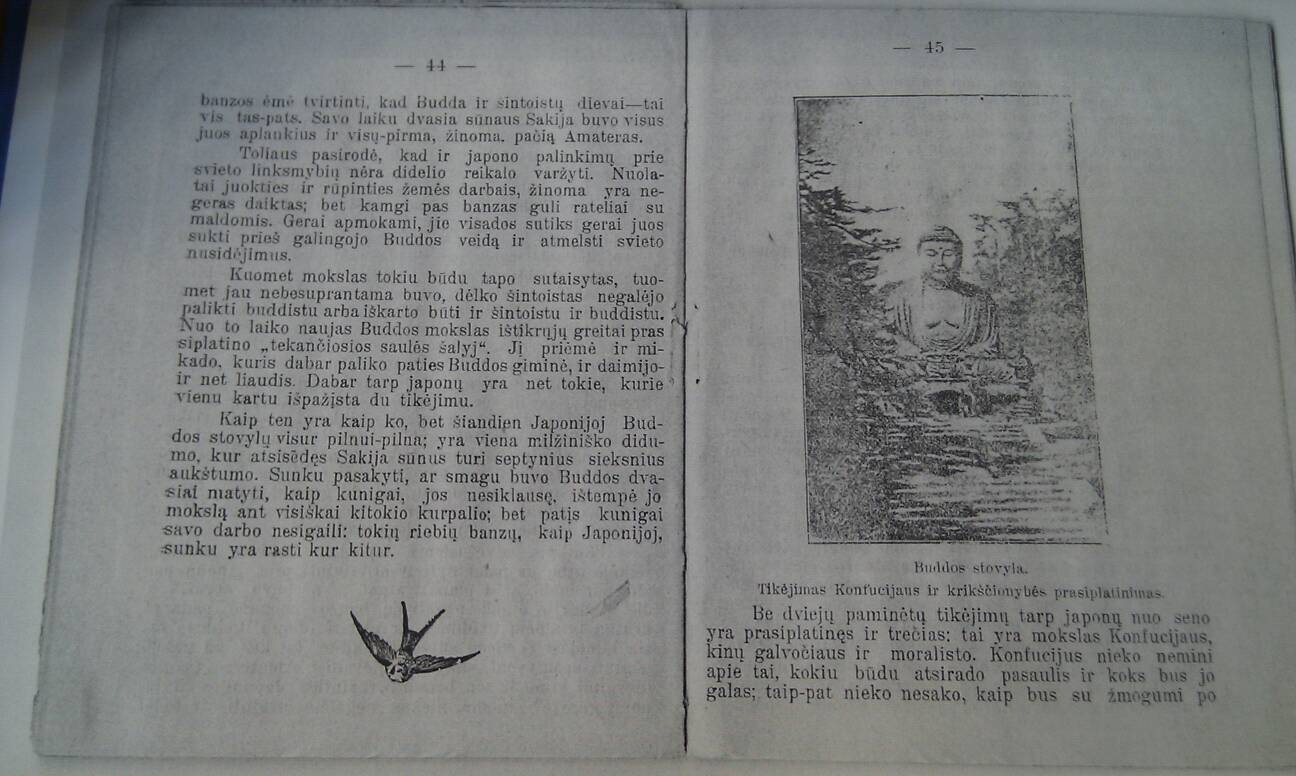 — 44 —
banzos ėmė tvirtinti, kad Budda ir šintoistų dievai—tai
vis tas-pats. Savo laiku dvasia sūnaus Sakija buvo visus
juos aplankius ir visų-pirma, žinoma. pačią Amateras.
Toliaus pasirodė, kad ir japono palinkimų prie
svieto linksmybių nėra didelio reikalo varžyti. Nuola-
tai juokties ir rūpinties žemės darbais, žinoma yra ne-
geras daiktas; bet kamgi pas banzas guli rateliai su
maldomis. Gerai apmokami, jie visados sutiks gerai juos
sukti prieš galingojo Buddos veidą ir atmelsti svieto
nusidėjimus.
Kuomet mokslas tokiu būdu tapo sutaisytas, tuo-
met jau nebesuprantama buvo, dėlko šintoistas negalėjo
palikti buddistu arba iškarto būti ir šintoistu ir buddistu.
Nuo to laiko naujas Buddos mokslas ištikrųjų greitai pras
siplatino „tekančiosios saulės šalyj“. Jį priėmė ir mi-
kado, kuris dabar paliko paties Buddos giminė, ir daimijo-
ir net liaudis. Dabar tarp japonų yra net tokie, kurie
vienu kartu išpažįsta du tikėjimu.
Kaip ten yra kaip ko, bet šiandien Japonijoj Bud-
dos stovylų visur pilnui-pilna; yra viena milžiniško didu-
mo, kur atsisėdęs Sakija sūnus turi septynius sieksnius
aukštumo. Sunku pasakyti, ar smagu buvo Buddos dva-
siai matyti, kaip kunigai, jos nesiklausę, ištempė jo
mokslą ant visiškai kitokio kurpalio; bet patįs kunigai
savo darbo nesigaili: tokių riebių banzų, kaip Japonijoj,
sunku yra rasti kur kitur.
— 45 —
Buddos stovyla.
Tikėjimas Konfucijaus ir krikščionybės prasiplatinimas.
Be dviejų paminėtų tikėjimų tarp japonų nuo seno
yra prasiplatinęs ir trečias: tai yra mokslas Konfucijaus,
kinų galvočiaus ir moralisto. Konfucijus nieko nemini
apie tai, kokiu būdu atsirado pasaulis ir koks bus jo
galas; taip-pat nieko nesako, kaip bus su žmogumi po